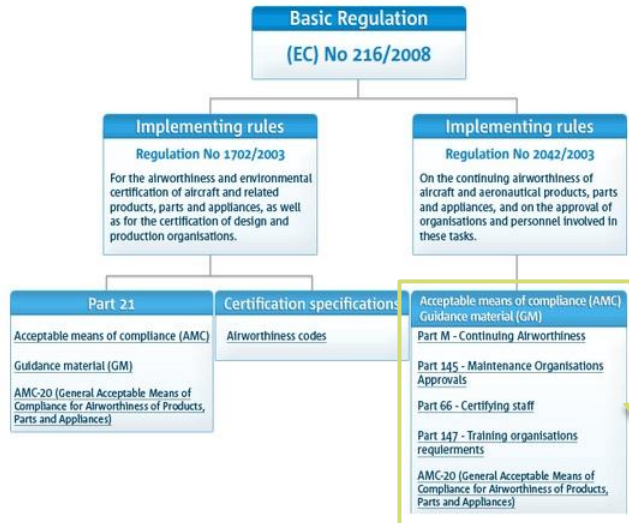 Basic Regulation
(EC) No 216/2008
Implementing rules
Regulation No 1702/2003
For the airworthiness and environmental
certification of aircraft and related
products, parts and appliances, as well
as for the certification of design and
production organisations.
Implementing rules
Regulation No 2042/2003
On the continuing airworthiness of
aircraft and aeronautical products, parts
and appliances, and on the approval of
organisations and personnel involved in
these tasks.
Part 21
Acceptable means of compliance (AMC)
Guidance material (GM)
AMC-20 (General Acceptable Means of
Compliance for Airworthiness of Products,
Parts and Appliances)
Certification specifications
Airworthiness codes
Acceptable means of compliance (AMC)
Guidance material (GM)
Part M - Continuing Airworthiness
Part 145 - Maintenance Organisations
Approvals
Part 66 - Certifying staff
Part 147 - Training organisations
requierments
AMC-20 (General Acceptable Means of
Compliance for Airworthiness of Products,
Parts and Appliances)